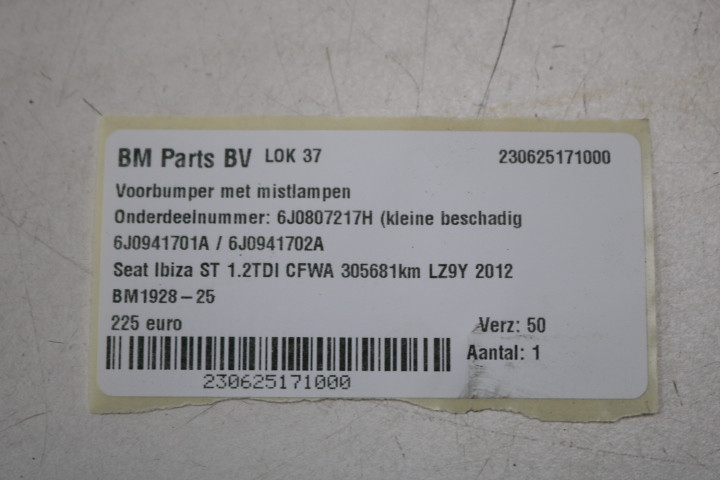 BM Parts BV LOK 37 230625171000
Voorbumper met mistlampen
Onderdeelnummer: 6J0807217H (kleine beschadig
6J0941701A / 6J0941702A
Seat Ibiza ST 1.2TDI CFWA 305681km LZ9Y 2012
BM1928-25
225 euro Verz: 50
Aantal: 1
230625171000